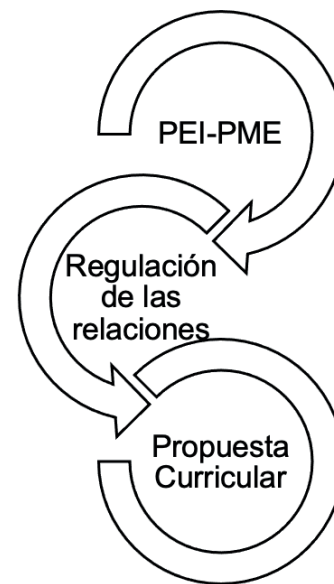 PEI-PME
Regulación
de las
relaciones
Propuesta
Curricular